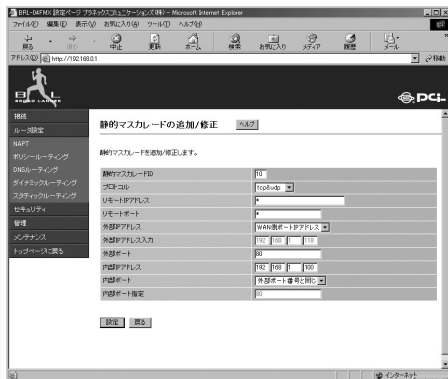 BRL-04FMX 設定ページ プラネックスコミュニケーションズ(株) - Microsoft Internet Explorer
ファイル(F) 編集(E) 表示(V) お気に入り(A) ツール(T) ヘルプ(H)
戻る 中止 更新 ホーム 検索 お気に入り メディア 履歴 メール
アドレス(D) http://192.168.0.1 移動
BROAD LANNER
PCi
接続
ルータ設定
NAPT
ポリシールーティング
DNSルーティング
ダイナミックルーティング
スタティックルーティング
セキュリティ
管理
メンテナンス
トップページに戻る
静的マスカレードの追加/修正 ヘルプ
静的マスカレードを追加/修正します。
静的マスカレードID 10
プロトコル tcp&udp
リモートIPアドレス *
リモートポート *
外部IPアドレス WAN側ポートIPアドレス
外部IPアドレス入力 192 168 1 118
外部ポート 80
内部IPアドレス 192 168 1 100
内部ポート 外部ポート番号と同じ
内部ポート指定 80
設定 戻る
インターネット